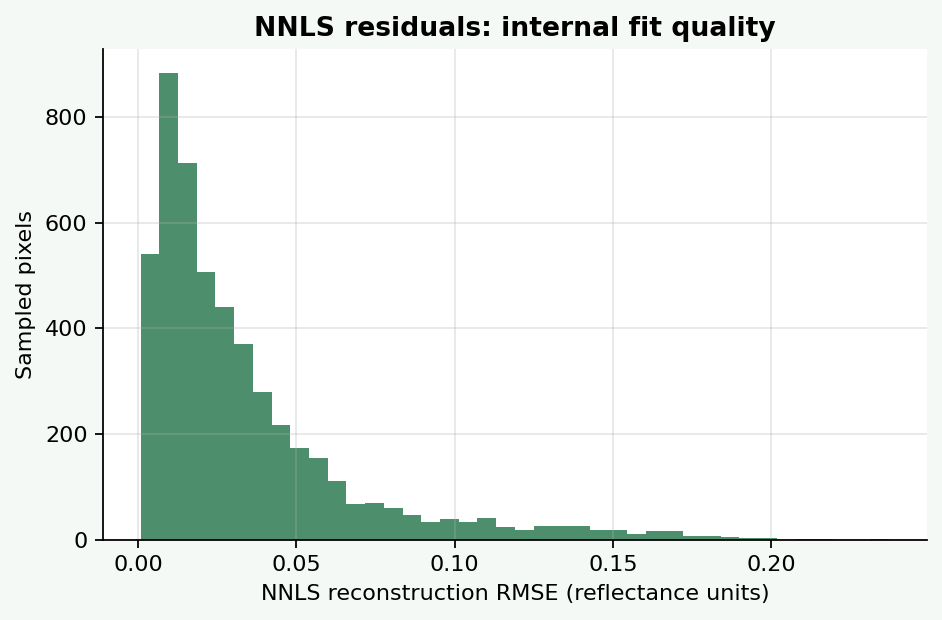 NNLS residuals: internal fit quality
Sampled pixels
800
600
400
200
0
0.00 0.05 0.10 0.15 0.20
NNLS reconstruction RMSE (reflectance units)